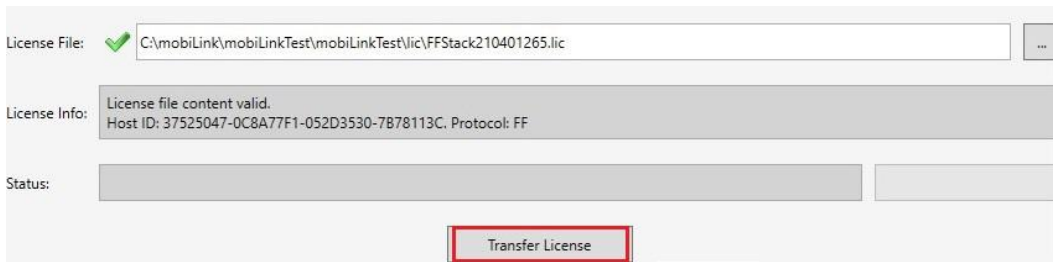 License File:
C:\mobiLink\mobiLinkTest\mobiLinkTest\lic\FFStack210401265.lic
...
License Info:
License file content valid.
Host ID: 37525047-0C8A77F1-052D3530-7B78113C. Protocol: FF
Status:
Transfer License